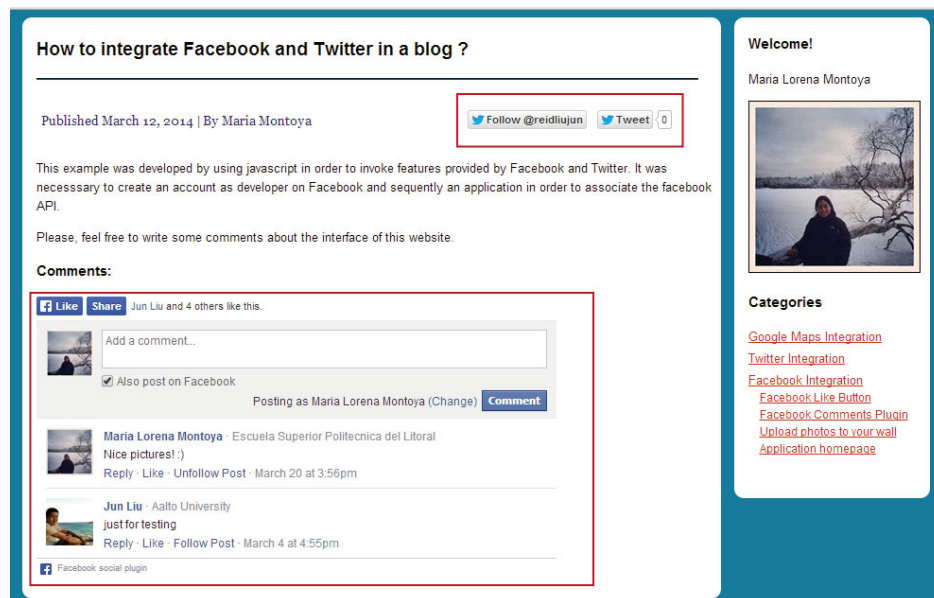 How to integrate Facebook and Twitter in a blog ?
Published March 12, 2014 | By Maria Montoya
Follow @reidliujun Tweet 0
This example was developed by using javascript in order to invoke features provided by Facebook and Twitter. It was
necesssary to create an account as developer on Facebook and sequently an application in order to associate the facebook
API.
Please, feel free to write some comments about the interface of this website.
Comments:
Like Share Jun Liu and 4 others like this.
Add a comment...
Also post on Facebook
Posting as Maria Lorena Montoya (Change) Comment
Maria Lorena Montoya · Escuela Superior Politecnica del Litoral
Nice pictures! :)
Reply · Like · Unfollow Post · March 20 at 3:56pm
Jun Liu · Aalto University
just for testing
Reply · Like · Follow Post · March 4 at 4:55pm
Facebook social plugin
Welcome!
Maria Lorena Montoya
Categories
Google Maps Integration
Twitter Integration
Facebook Integration
Facebook Like Button
Facebook Comments Plugin
Upload photos to your wall
Application homepage